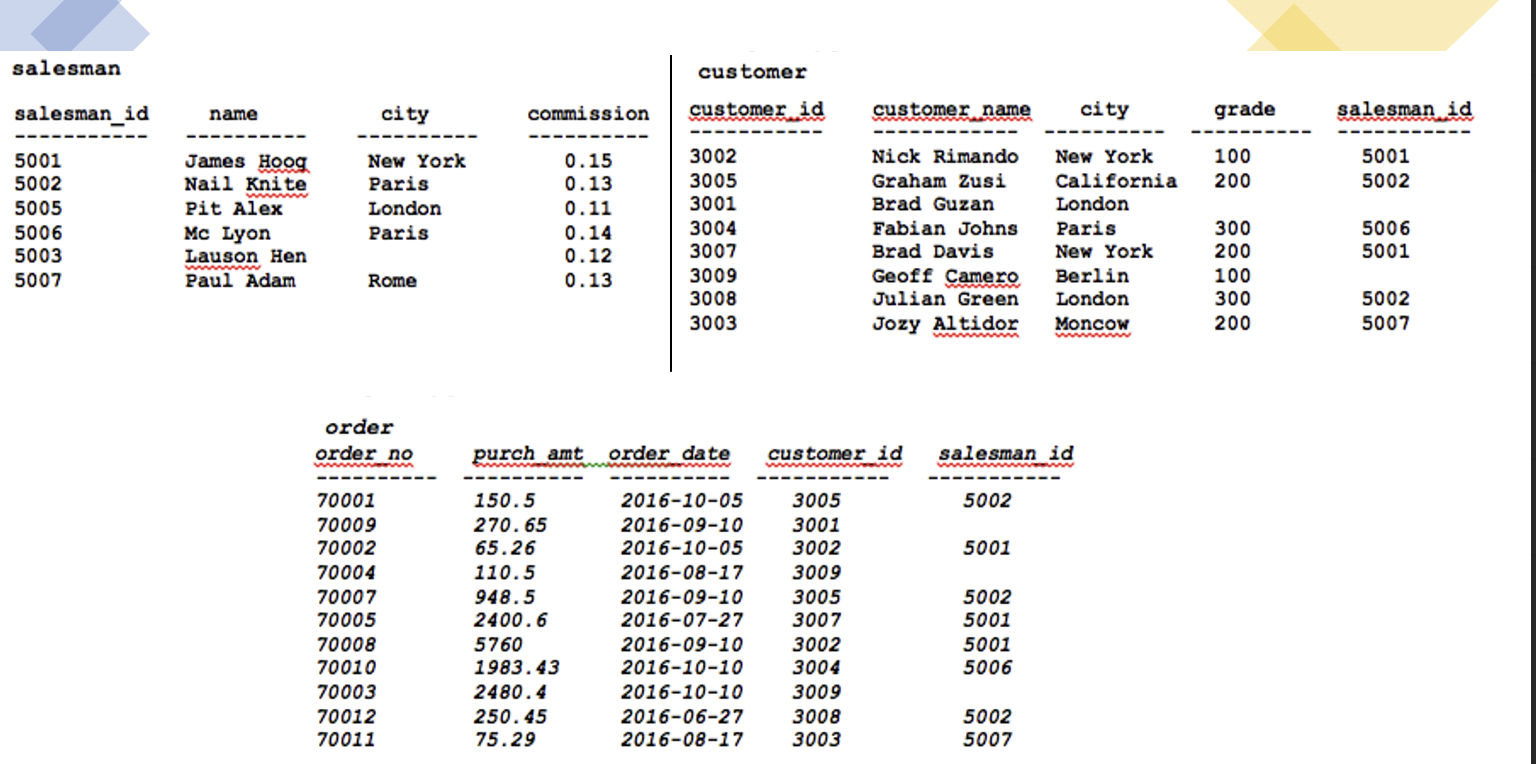 salesman
salesman_id name city commission
----------- ---------- ---------- ----------
5001 James Hoog New York 0.15
5002 Nail Knite Paris 0.13
5005 Pit Alex London 0.11
5006 Mc Lyon Paris 0.14
5003 Lauson Hen 0.12
5007 Paul Adam Rome 0.13
customer
customer_id customer_name city grade salesman_id
----------- ------------ ---------- ---------- -----------
3002 Nick Rimando New York 100 5001
3005 Graham Zusi California 200 5002
3001 Brad Guzan London
3004 Fabian Johns Paris 300 5006
3007 Brad Davis New York 200 5001
3009 Geoff Camero Berlin 100
3008 Julian Green London 300 5002
3003 Jozy Altidor Moncow 200 5007
order
order_no purch_amt order_date customer_id salesman_id
---------- ---------- ---------- ----------- -----------
70001 150.5 2016-10-05 3005 5002
70009 270.65 2016-09-10 3001
70002 65.26 2016-10-05 3002 5001
70004 110.5 2016-08-17 3009
70007 948.5 2016-09-10 3005 5002
70005 2400.6 2016-07-27 3007 5001
70008 5760 2016-09-10 3002 5001
70010 1983.43 2016-10-10 3004 5006
70003 2480.4 2016-10-10 3009
70012 250.45 2016-06-27 3008 5002
70011 75.29 2016-08-17 3003 5007